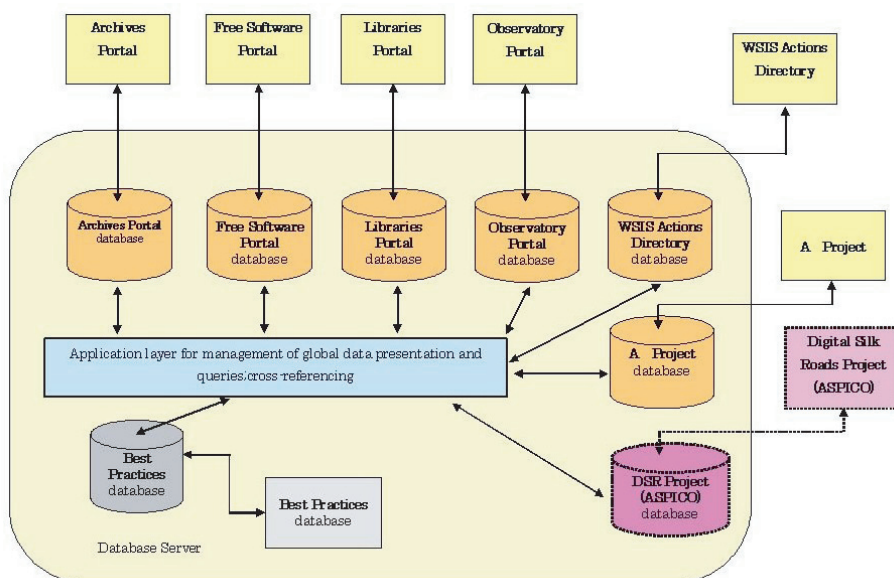 Archives
Portal
Free Software
Portal
Libraries
Portal
Observatory
Portal
WSIS Actions
Directory
Archives Portal
database
Free Software
Portal
database
Libraries
Portal
database
Observatory
Portal
database
WSIS Actions
Directory
database
A Project
Application layer for management of global data presentation and
queries;cross-referencing
A Project
database
Digital Silk
Roads Project
(ASPICO)
Best
Practices
database
Best Practices
database
DSR Project
(ASPICO)
database
Database Server